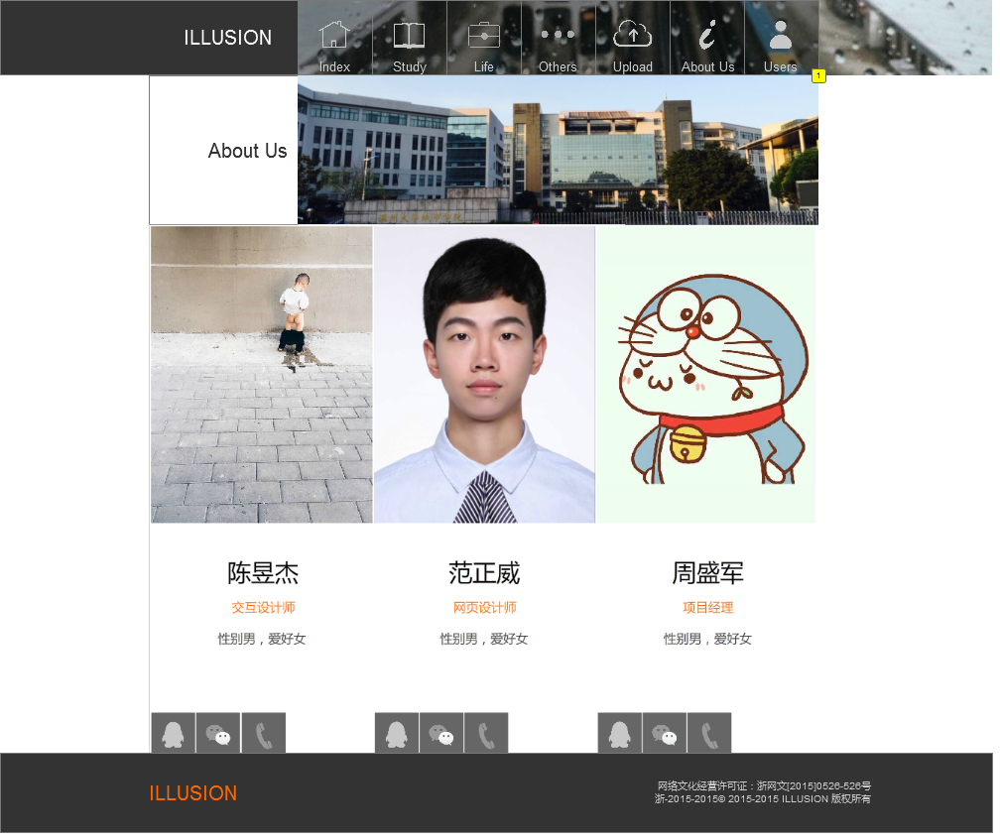 ILLUSION
Index
Study
Life
Others
Upload
About Us
Users
1
About Us
陈昱杰
范正威
周盛军
交互设计师
网页设计师
项目经理
性别男，爱好女
性别男，爱好女
性别男，爱好女
ILLUSION
网络文化经营许可证：浙网文[2015]0526-526号
浙-2015-2015© 2015-2015 ILLUSION 版权所有